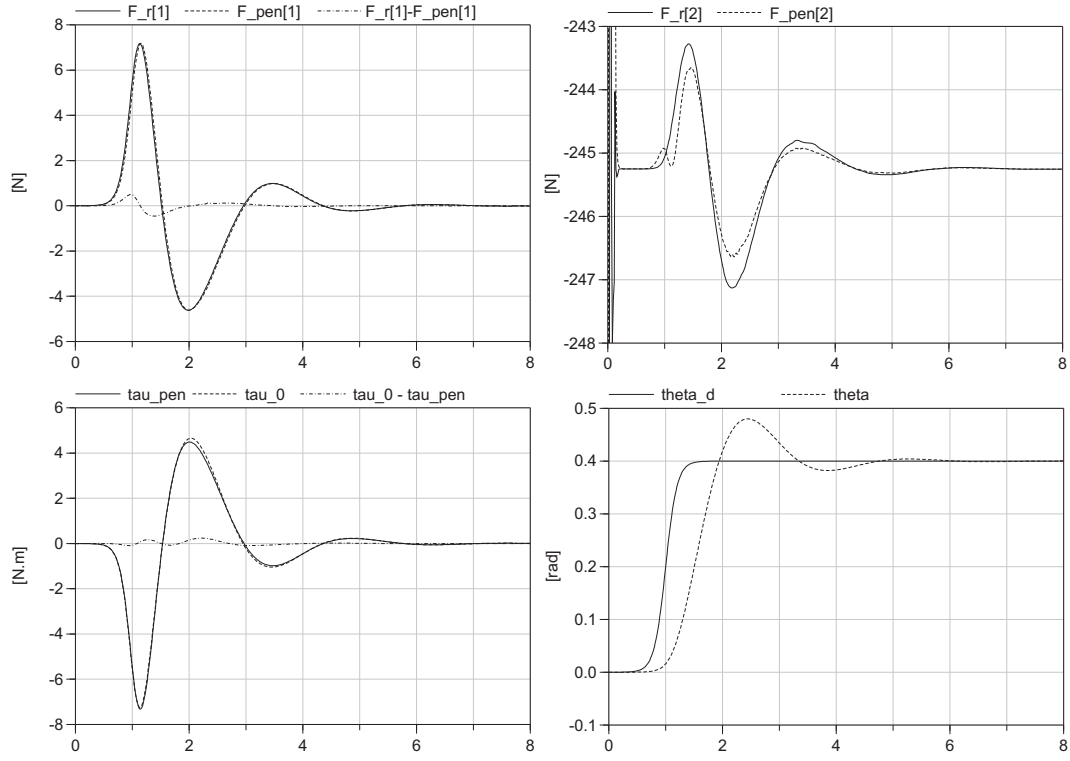 F_r[1] F_pen[1] F_r[1]-F_pen[1]
8
6
4
2
0
-2
-4
-6
[N]
0 2 4 6 8
F_r[2] F_pen[2]
-243
-244
-245
-246
-247
-248
[N]
0 2 4 6 8
tau_pen tau_0 tau_0 - tau_pen
6
4
2
0
-2
-4
-6
-8
[N.m]
0 2 4 6 8
theta_d theta
0.5
0.4
0.3
0.2
0.1
0.0
-0.1
[rad]
0 2 4 6 8